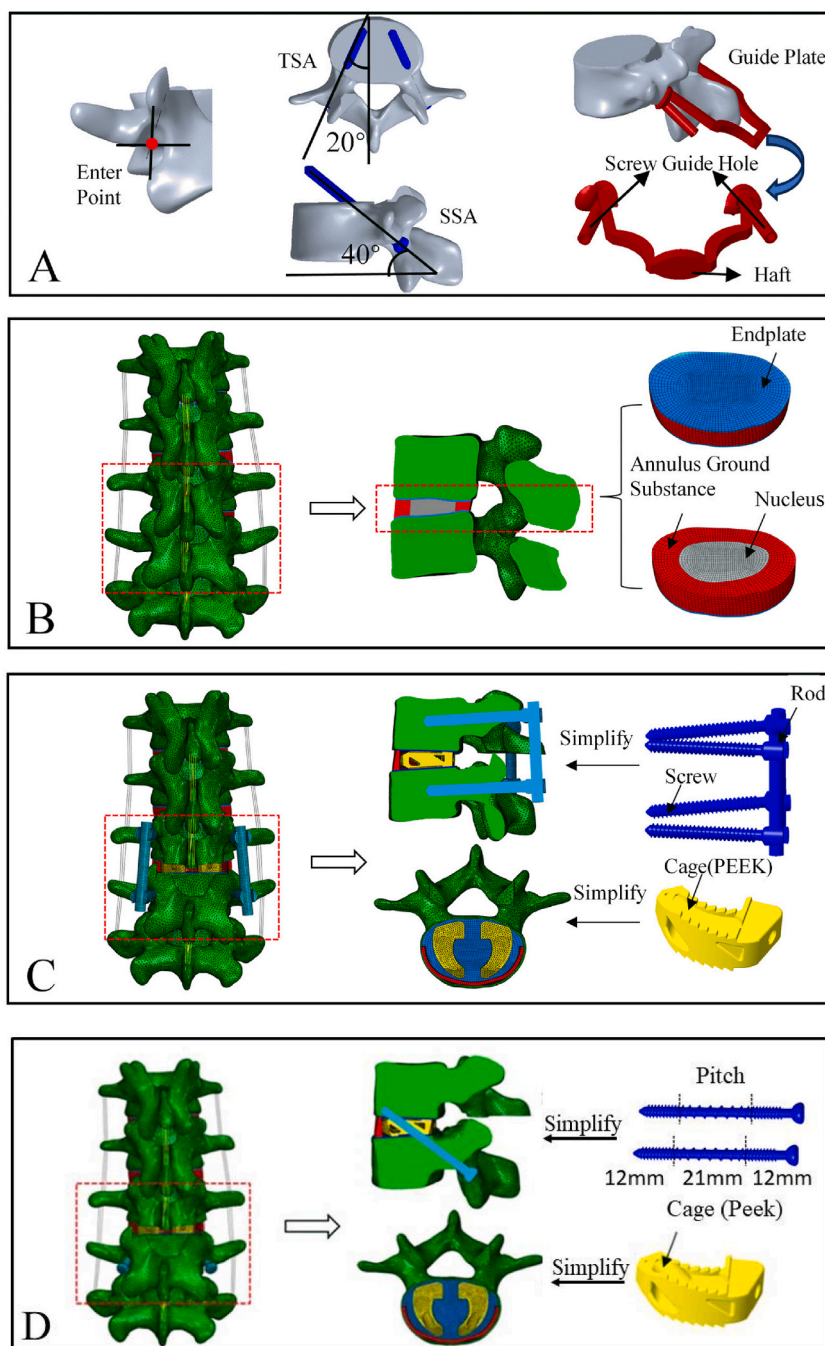 TSA
20°
Enter
Point
SSA
40°
Guide Plate
Screw Guide Hole
Haft
A
Endplate
Annulus Ground
Substance
Nucleus
B
Rod
Simplify
Screw
Cage(PEEK)
Simplify
C
Pitch
Simplify
12mm 21mm 12mm
Cage (Peek)
Simplify
D